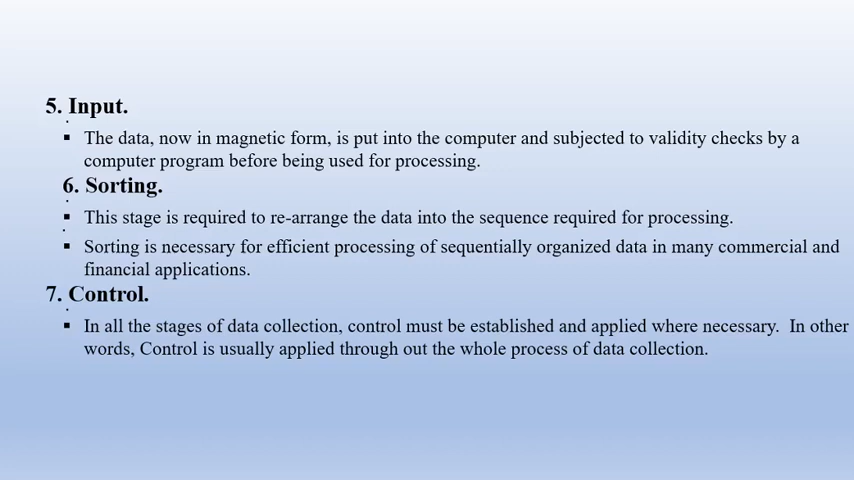 5. Input.
▪ The data, now in magnetic form, is put into the computer and subjected to validity checks by a
computer program before being used for processing.
6. Sorting.
▪ This stage is required to re-arrange the data into the sequence required for processing.
▪ Sorting is necessary for efficient processing of sequentially organized data in many commercial and
financial applications.
7. Control.
▪ In all the stages of data collection, control must be established and applied where necessary.  In other
words, Control is usually applied through out the whole process of data collection.